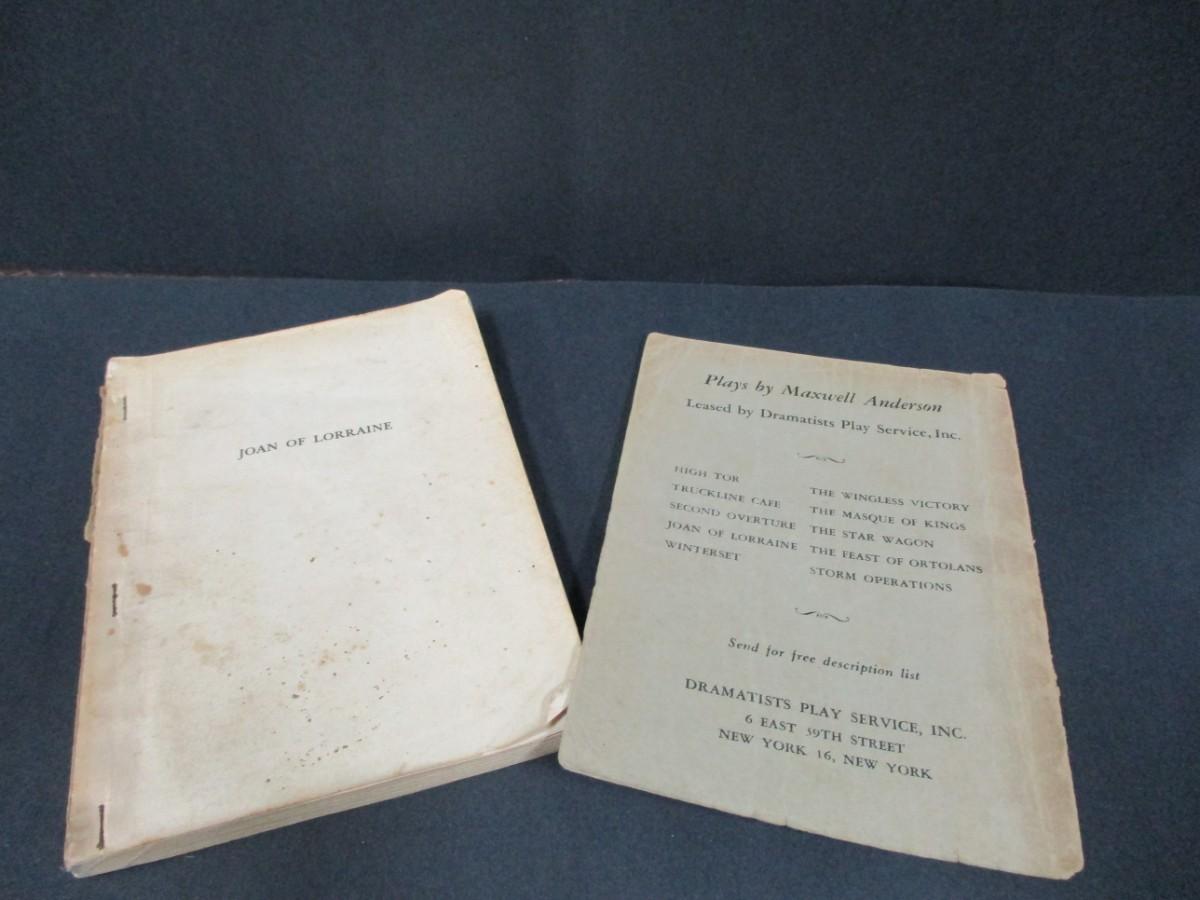 JOAN OF LORRAINE
Plays by Maxwell Anderson
Leased by Dramatists Play Service, Inc.
HIGH TOR
TRUCKLINE CAFE
SECOND OVERTURE
JOAN OF LORRAINE
WINTERSET
THE WINGLESS VICTORY
THE MASQUE OF KINGS
THE STAR WAGON
THE FEAST OF ORTOLANS
STORM OPERATIONS
Send for free description list
DRAMATISTS PLAY SERVICE, INC.
6 EAST 39TH STREET
NEW YORK 16, NEW YORK